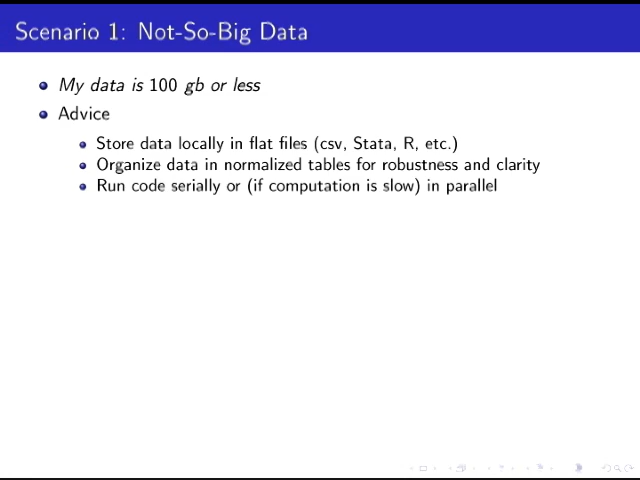 Scenario 1: Not-So-Big Data
My data is 100 gb or less
Advice
Store data locally in flat files (csv, Stata, R, etc.)
Organize data in normalized tables for robustness and clarity
Run code serially or (if computation is slow) in parallel